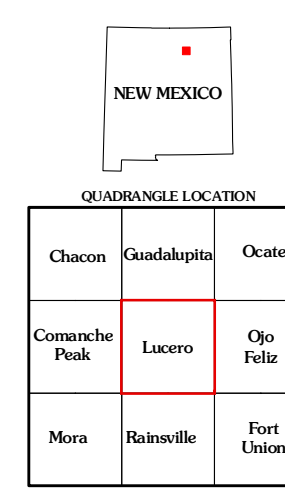 NEW MEXICO
QUADRANGLE LOCATION
Chacon Guadalupita Ocate
Comanche
Peak
Lucero
Ojo
Feliz
Mora Rainsville Fort
Union